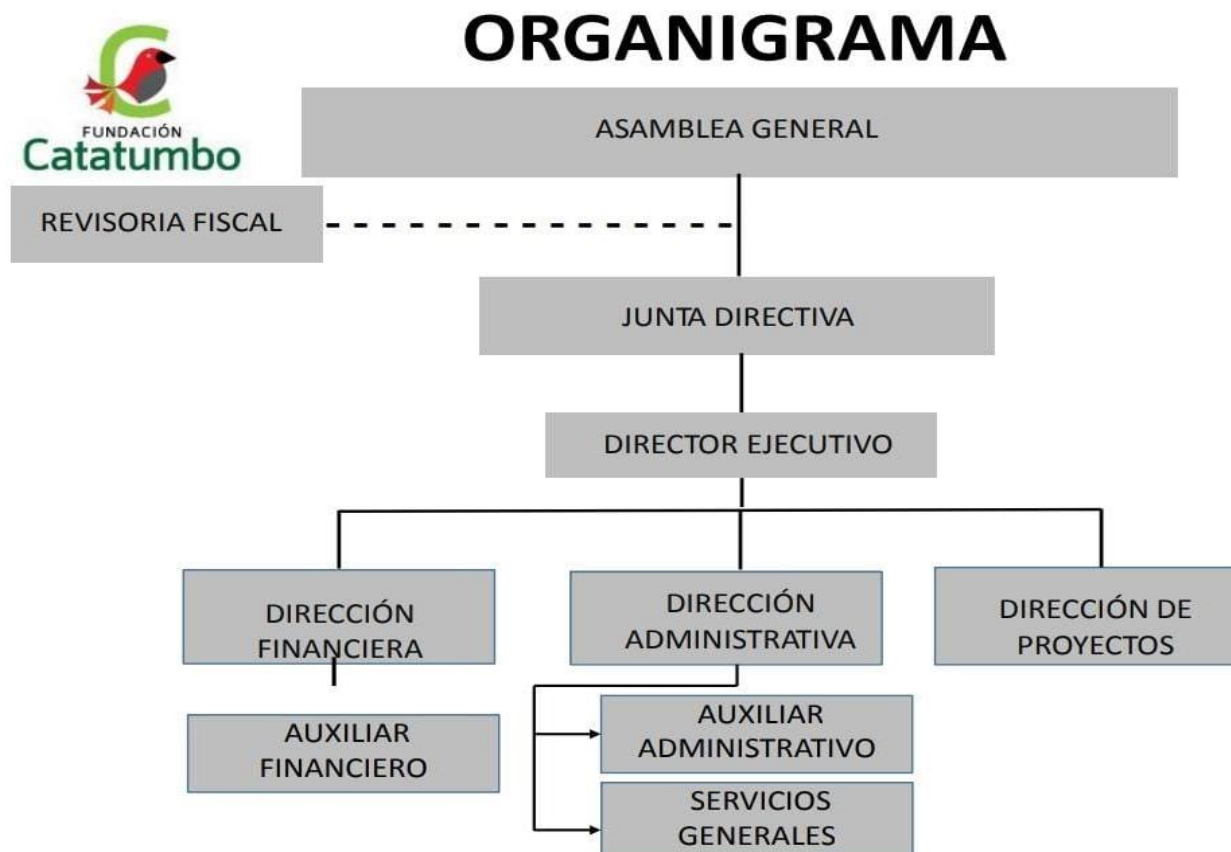 ORGANIGRAMA
FUNDACIÓN
Catatumbo
ASAMBLEA GENERAL
REVISORIA FISCAL
JUNTA DIRECTIVA
DIRECTOR EJECUTIVO
DIRECCIÓN
FINANCIERA
DIRECCIÓN
ADMINISTRATIVA
DIRECCIÓN DE
PROYECTOS
AUXILIAR
FINANCIERO
AUXILIAR
ADMINISTRATIVO
SERVICIOS
GENERALES